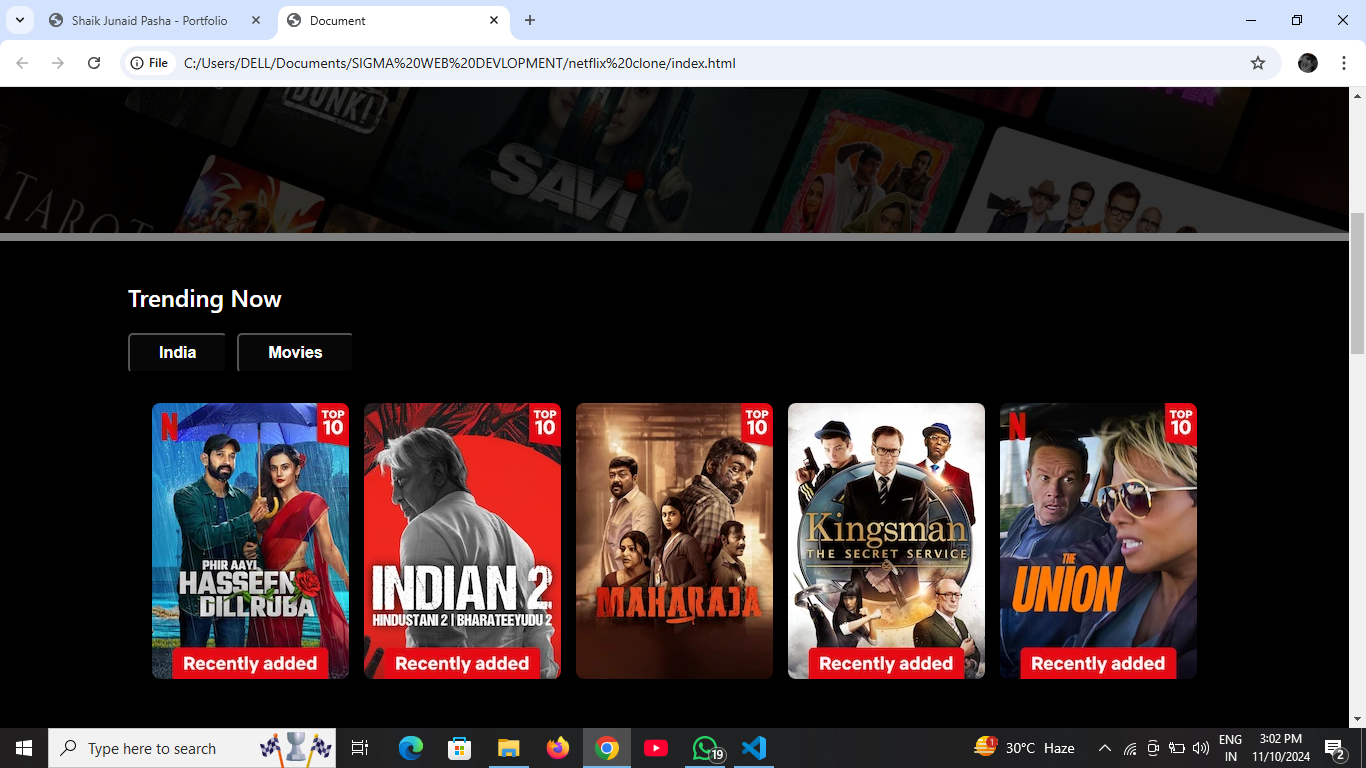 Shaik Junaid Pasha - Portfolio
Document
File
C:/Users/DELL/Documents/SIGMA%20WEB%20DEVLOPMENT/netflix%20clone/index.html
DUNKI
SAVI
TAROT
Trending Now
India
Movies
N
TOP
10
PHIR AAYI
HASSEEN
DILLRUBA
Recently added
TOP
10
INDIAN 2
HINDUSTANI 2 | BHARATEEYUDU 2
Recently added
TOP
10
MAHARAJA
Kingsman
THE SECRET SERVICE
Recently added
N
TOP
10
THE
UNION
Recently added
Type here to search
19
1
30°C Haze
ENG
IN
3:02 PM
11/10/2024
2